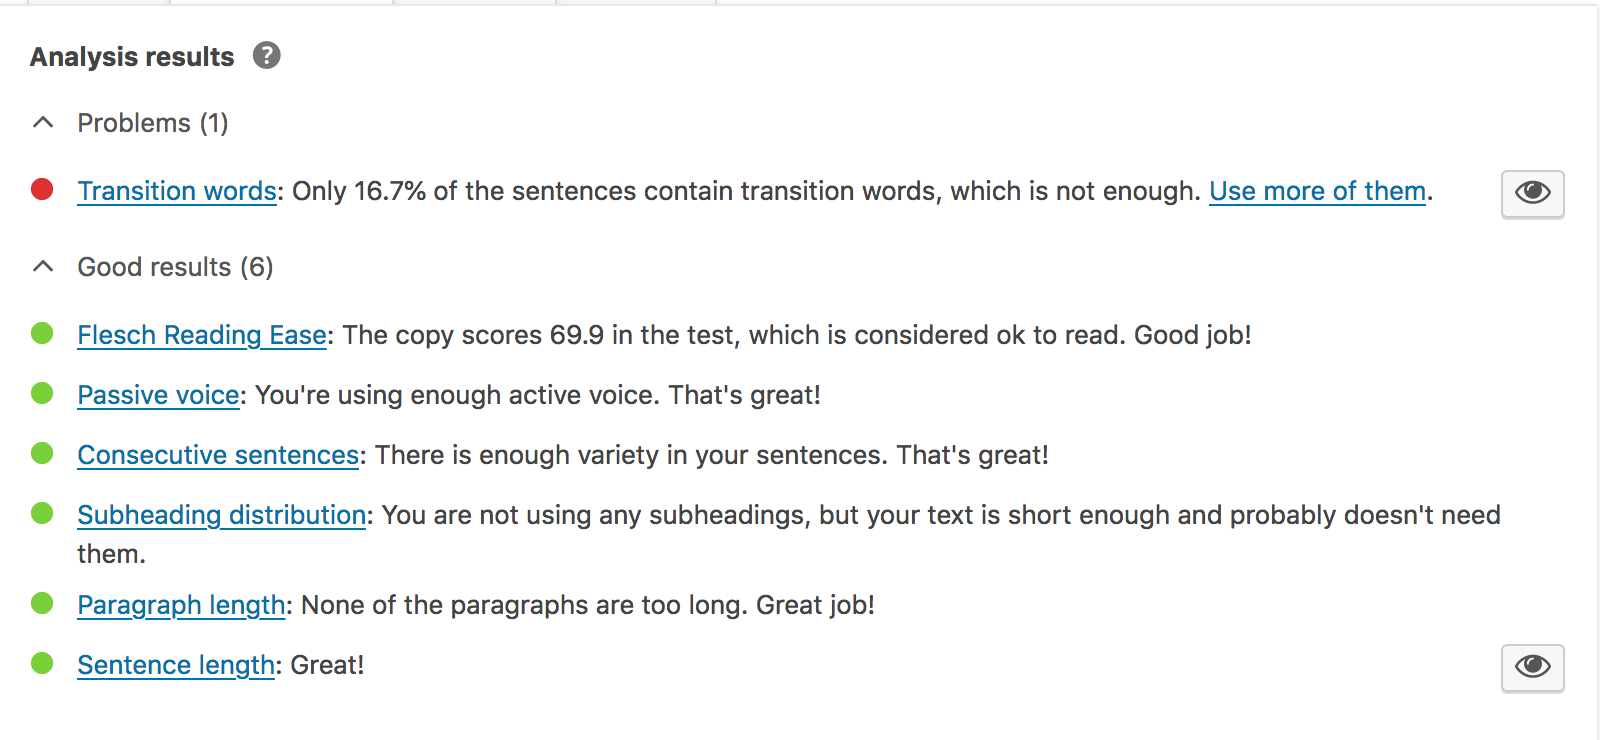 Analysis results ?
Problems (1)
Transition words: Only 16.7% of the sentences contain transition words, which is not enough. Use more of them.
Good results (6)
Flesch Reading Ease: The copy scores 69.9 in the test, which is considered ok to read. Good job!
Passive voice: You're using enough active voice. That's great!
Consecutive sentences: There is enough variety in your sentences. That's great!
Subheading distribution: You are not using any subheadings, but your text is short enough and probably doesn't need
them.
Paragraph length: None of the paragraphs are too long. Great job!
Sentence length: Great!